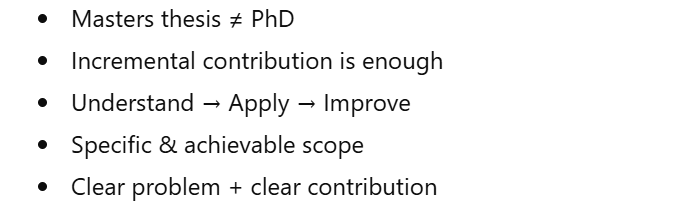 • Masters thesis ≠ PhD
• Incremental contribution is enough
• Understand → Apply → Improve
• Specific & achievable scope
• Clear problem + clear contribution